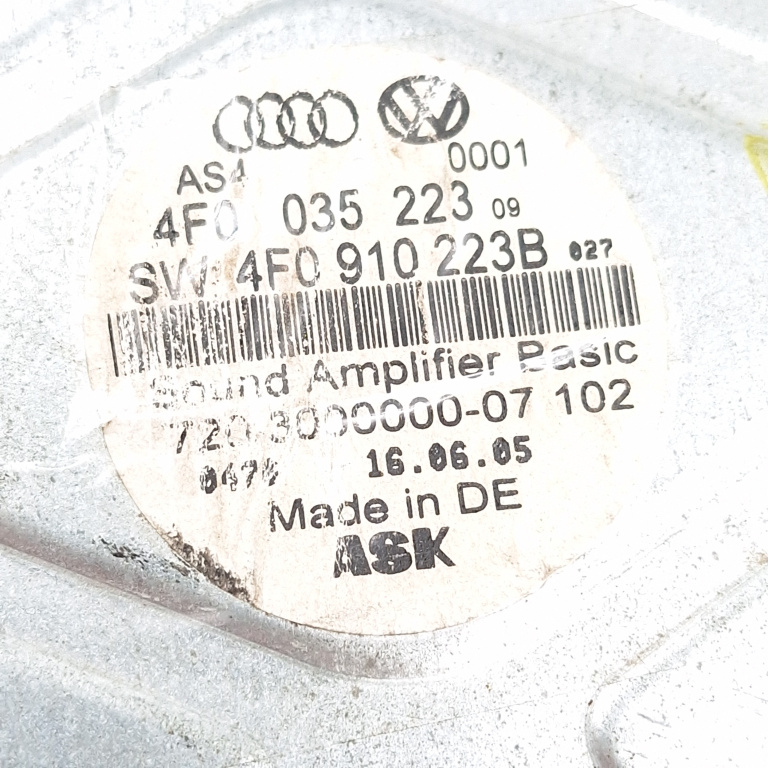 AS4 0001
4F0 035 223 09
SW: 4F0 910 223B 027
Sound Amplifier Basic
720-3000000-07 102
0474 16.06.05
Made in DE
ASK